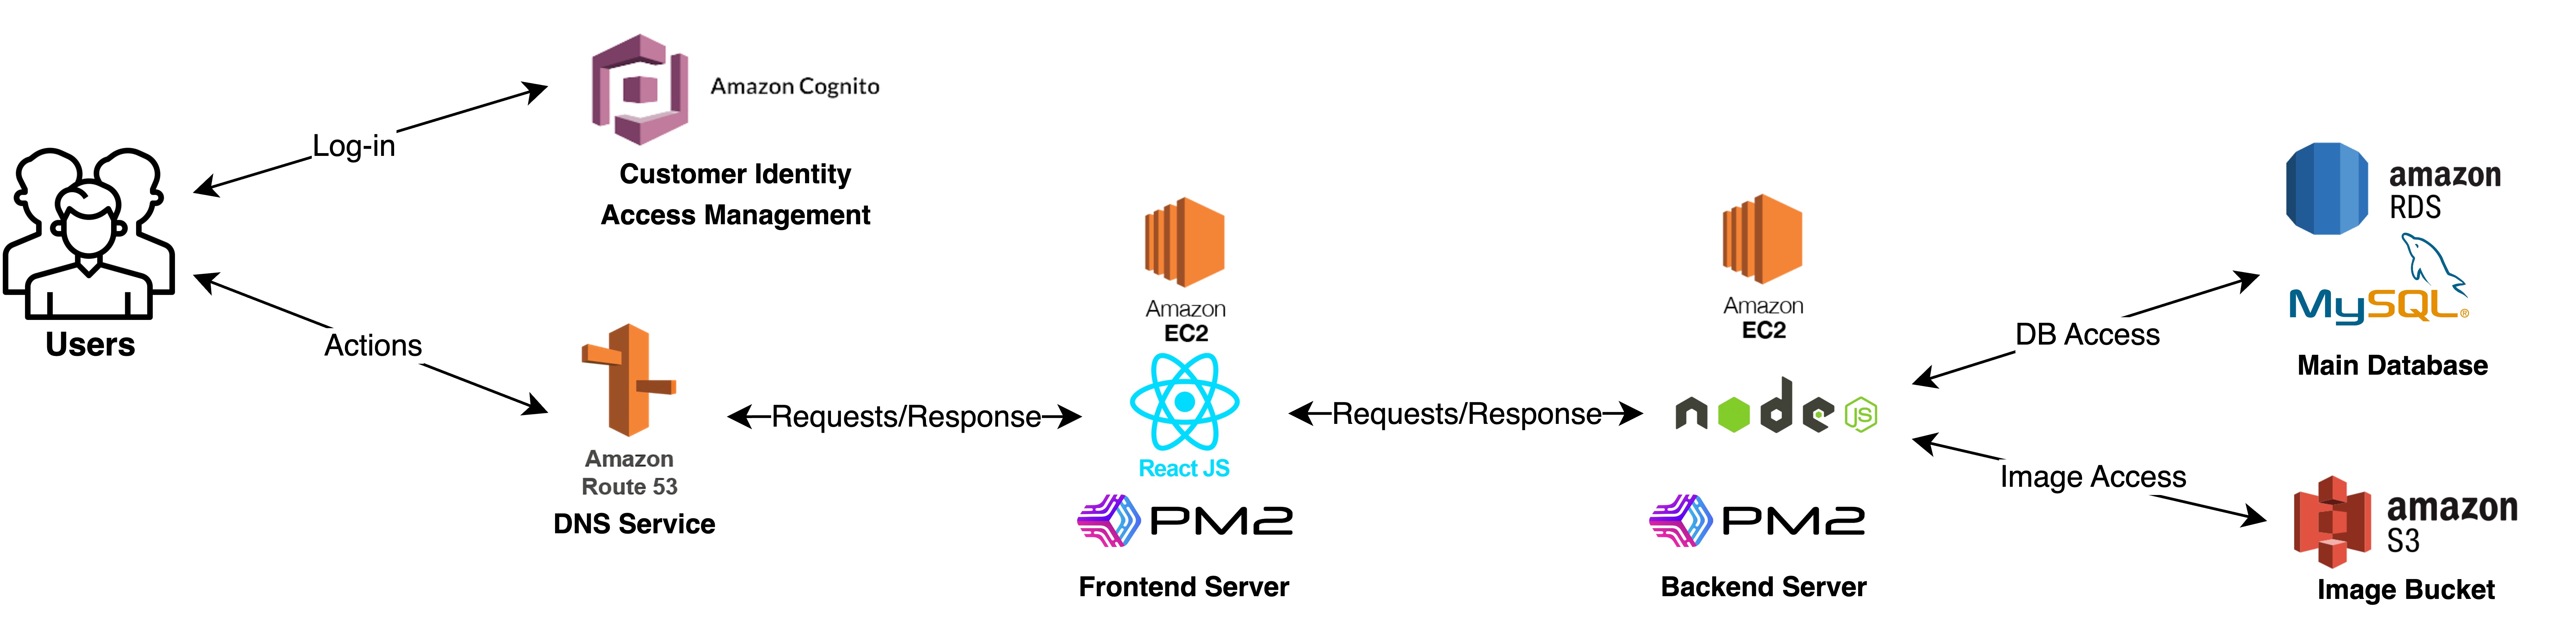 Log-in
Amazon Cognito
Customer Identity
Access Management
Users
Actions
Amazon
Route 53
DNS Service
Requests/Response
Amazon
EC2
React JS
PM2
Frontend Server
Requests/Response
Amazon
EC2
node
JS
PM2
Backend Server
DB Access
Image Access
amazon
RDS
MySQL®
Main Database
amazon
S3
Image Bucket